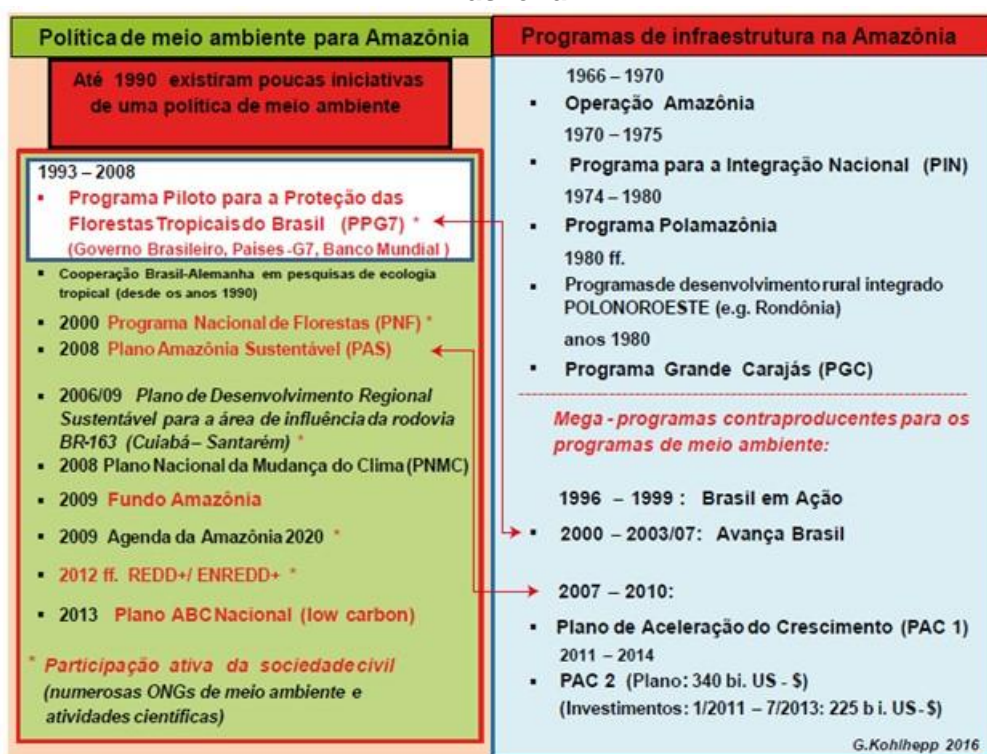 Política de meio ambiente para Amazônia
Até 1990 existiram poucas iniciativas
de uma política de meio ambiente
1993 – 2008
▪ Programa Piloto para a Proteção das
Florestas Tropicais do Brasil (PPG7) *
(Governo Brasileiro, Paises-G7, Banco Mundial )
▪ Cooperação Brasil-Alemanha em pesquisas de ecologia
tropical (desde os anos 1990)
▪ 2000 Programa Nacional de Florestas (PNF) *
▪ 2008 Plano Amazônia Sustentável (PAS)
▪ 2006/09 Plano de Desenvolvimento Regional
Sustentável para a área de influência da rodovia
BR-163 (Cuiabá – Santarém) *
▪ 2008 Plano Nacional da Mudança do Clima (PNMC)
▪ 2009 Fundo Amazônia
▪ 2009 Agenda da Amazônia 2020 *
▪ 2012 ff. REDD+/ ENREDD+ *
▪ 2013 Plano ABC Nacional (low carbon)
* Participação ativa da sociedade civil
(numerosas ONGs de meio ambiente e
atividades científicas)
Programas de infraestrutura na Amazônia
1966 – 1970
▪ Operação Amazônia
1970 – 1975
▪ Programa para a Integração Nacional (PIN)
1974 – 1980
▪ Programa Polamazônia
1980 ff.
▪ Programas de desenvolvimento rural integrado
POLONOROESTE (e.g. Rondônia)
anos 1980
▪ Programa Grande Carajás (PGC)
Mega - programas contraproducentes para os
programas de meio ambiente:
1996 – 1999 : Brasil em Ação
▪ 2000 – 2003/07: Avança Brasil
2007 – 2010:
▪ Plano de Aceleração do Crescimento (PAC 1)
2011 – 2014
▪ PAC 2 (Plano: 340 bi. US - $)
(Investimentos: 1/2011 – 7/2013: 225 b i. US - $)
G.Kohlhepp 2016